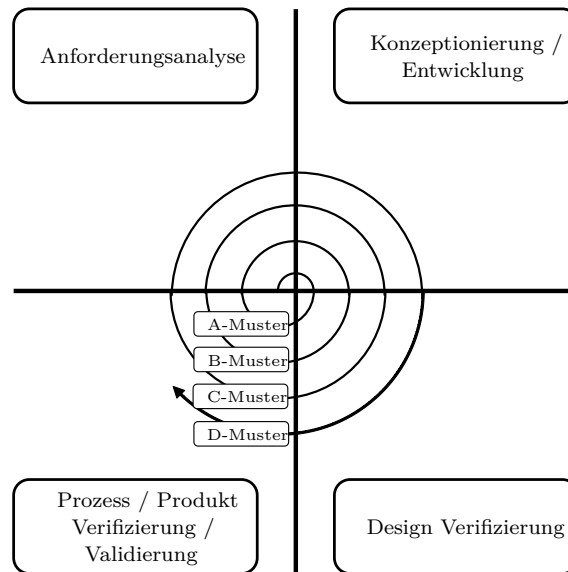 Anforderungsanalyse
Konzeptionierung /
Entwicklung
A-Muster
B-Muster
C-Muster
D-Muster
Prozess / Produkt
Verifizierung /
Validierung
Design Verifizierung